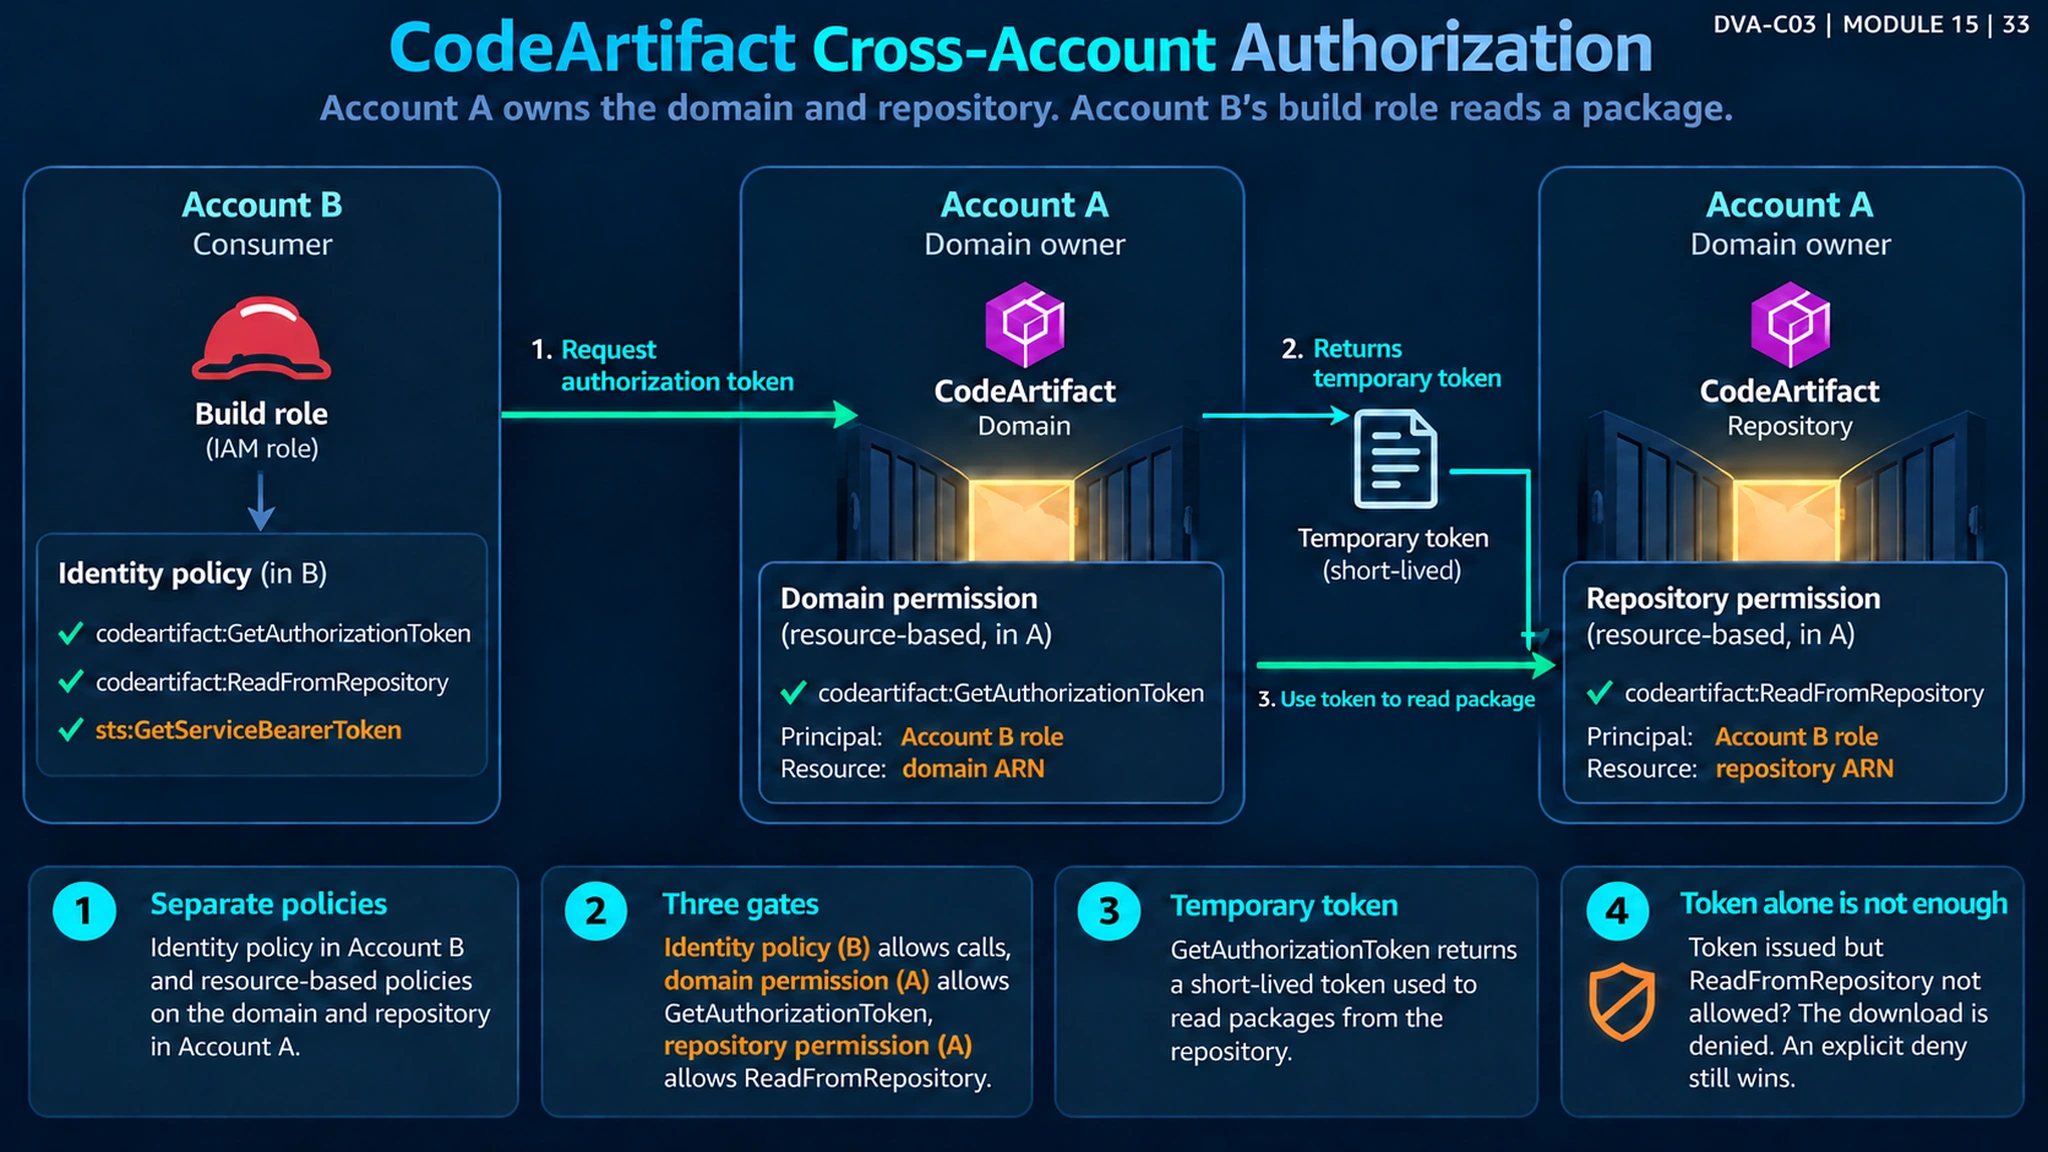 DVA-C03 | MODULE 15 | 33
CodeArtifact Cross-Account Authorization
Account A owns the domain and repository. Account B's build role reads a package.
Account B
Consumer
Build role
(IAM role)
Identity policy (in B)
codeartifact:GetAuthorizationToken
codeartifact:ReadFromRepository
sts:GetServiceBearerToken
1. Request
authorization token
Account A
Domain owner
CodeArtifact
Domain
Domain permission
(resource-based, in A)
codeartifact:GetAuthorizationToken
Principal: Account B role
Resource: domain ARN
2. Returns
temporary token
Temporary token
(short-lived)
3. Use token to read package
Account A
Domain owner
CodeArtifact
Repository
Repository permission
(resource-based, in A)
codeartifact:ReadFromRepository
Principal: Account B role
Resource: repository ARN
1
Separate policies
Identity policy in Account B
and resource-based policies
on the domain and repository
in Account A.
2
Three gates
Identity policy (B) allows calls,
domain permission (A) allows
GetAuthorizationToken,
repository permission (A)
allows ReadFromRepository.
3
Temporary token
GetAuthorizationToken returns
a short-lived token used to
read packages from the
repository.
4
Token alone is not enough
Token issued but
ReadFromRepository not
allowed? The download is
denied. An explicit deny
still wins.